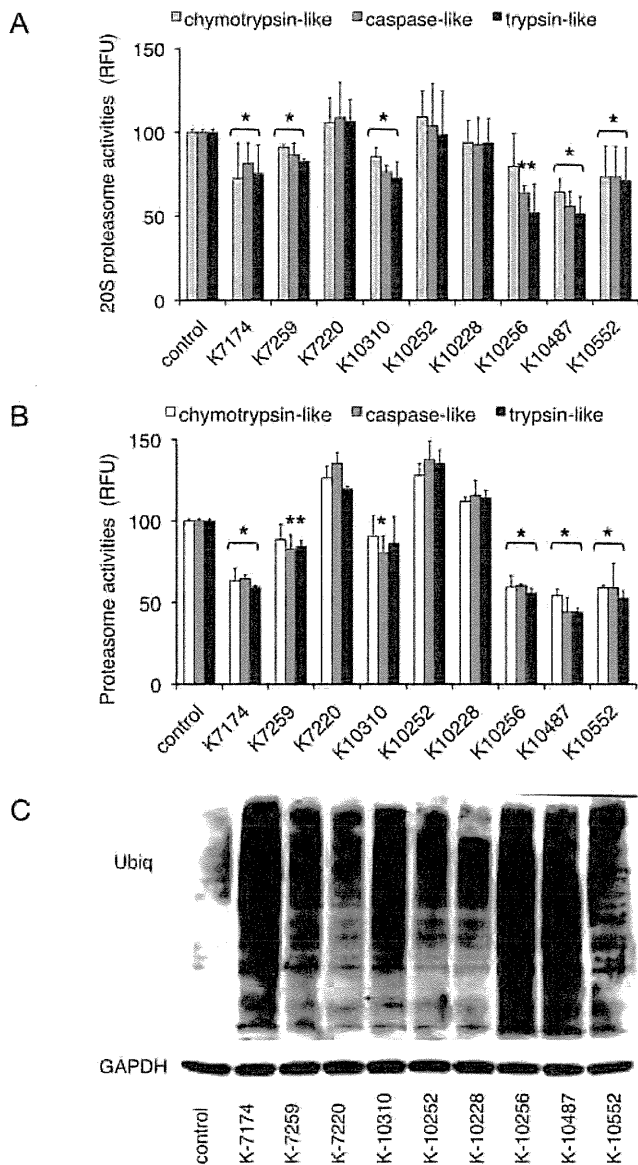 A
chymotrypsin-like caspase-like trypsin-like
20S proteasome activities (RFU)
150
100
50
0
* * * ** * *
control K7174 K7259 K7220 K10310 K10252 K10228 K10256 K10487 K10552
B
chymotrypsin-like caspase-like trypsin-like
Proteasome activities (RFU)
150
100
50
0
* ** * * * *
control K7174 K7259 K7220 K10310 K10252 K10228 K10256 K10487 K10552
C
Ubiq
GAPDH
control K-7174 K-7259 K-7220 K-10310 K-10252 K-10228 K-10256 K-10487 K-10552